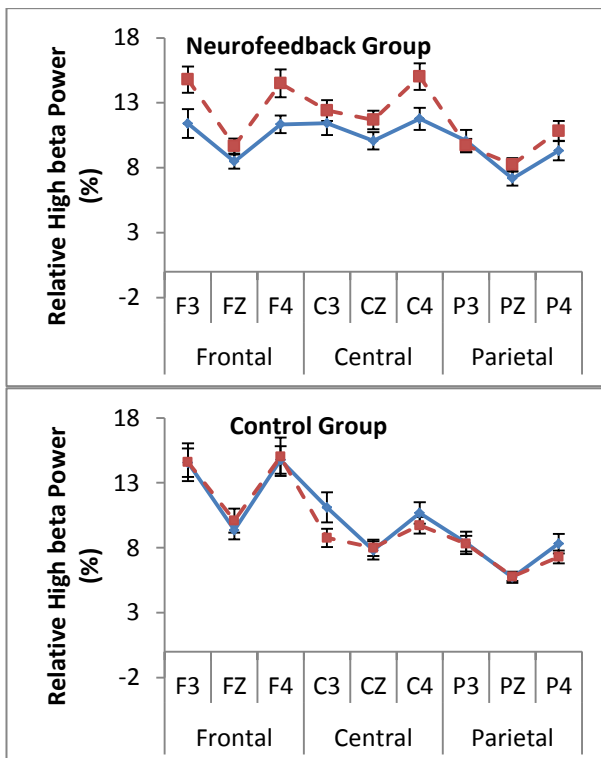 Neurofeedback Group
Relative High beta Power
(%)
18
13
8
3
-2
F3 FZ F4 C3 CZ C4 P3 PZ P4
Frontal Central Parietal
Control Group
Relative High beta Power
(%)
18
13
8
3
-2
F3 FZ F4 C3 CZ C4 P3 PZ P4
Frontal Central Parietal